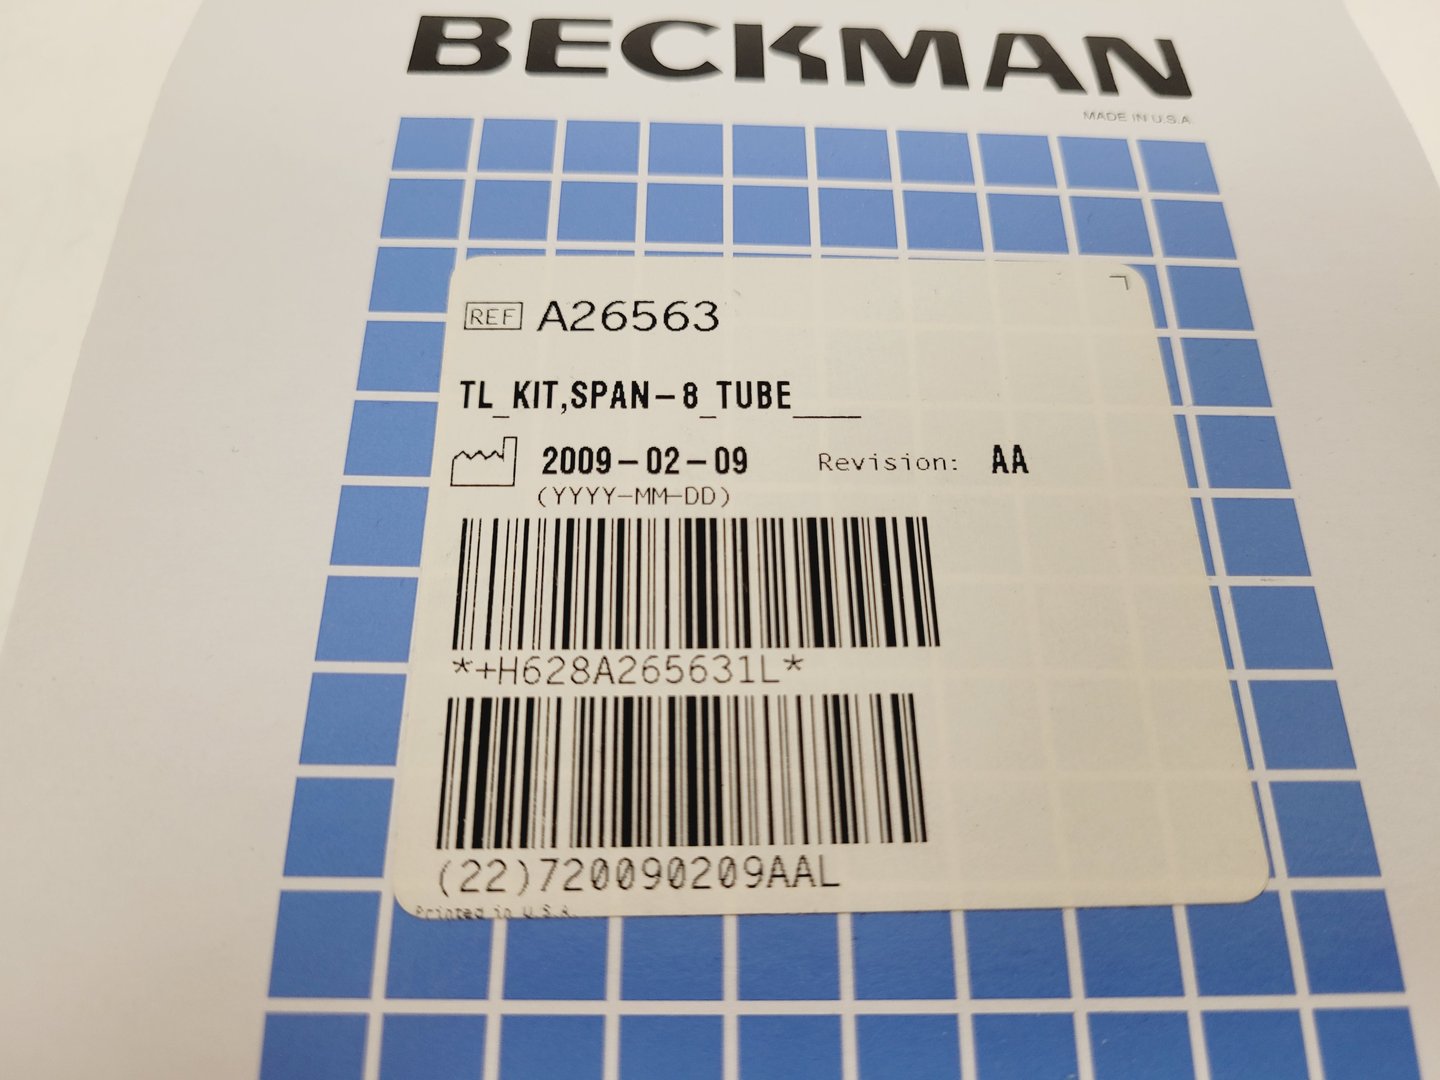 BECKMAN
MADE IN U.S.A.
REF A26563
TL_KIT,SPAN-8_TUBE____
2009-02-09 Revision: AA
(YYYY-MM-DD)
*+H628A265631L*
(22)720090209AAL
Printed in U.S.A.